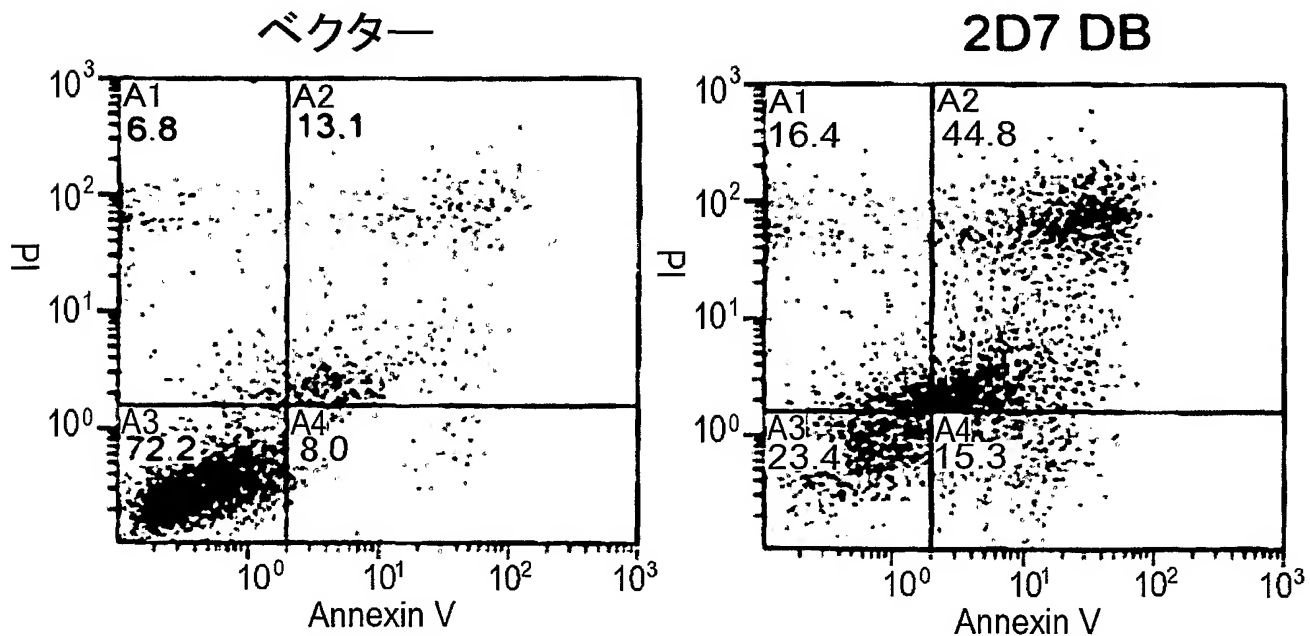 ベクター
10³
10²
10¹
10⁰
PI
A1
6.8
A2
13.1
A3
72.2
A4
8.0
10⁰
10¹
10²
10³
Annexin V
2D7 DB
10³
10²
10¹
10⁰
PI
A1
16.4
A2
44.8
A3
23.4
A4
15.3
10⁰
10¹
10²
10³
Annexin V